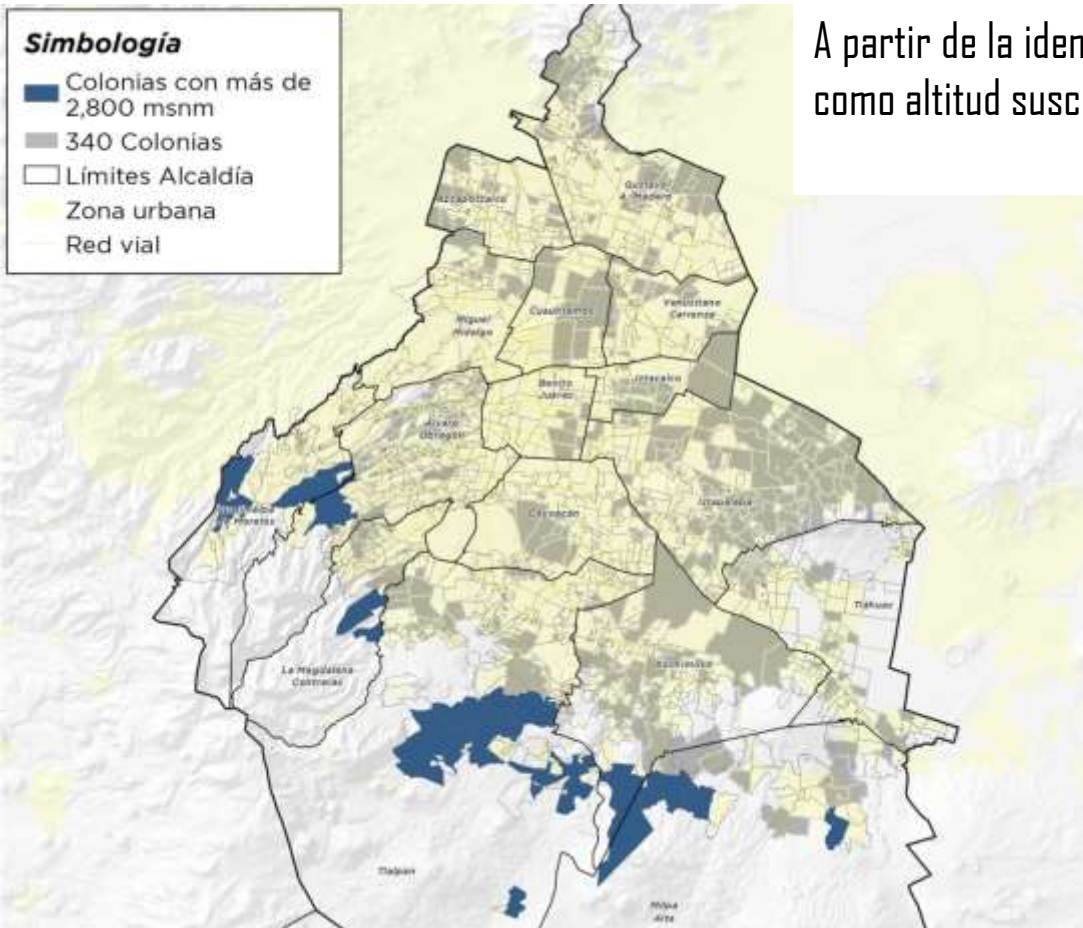 Simbología
Colonias con más de
2,800 msnm
340 Colonias
Límites Alcaldía
Zona urbana
Red vial
A partir de la iden
como altitud susc
Gustavo
A. Madero
Azcapotzalco
Venustiano
Carranza
Cuauhtémoc
Miguel
Hidalgo
Iztacalco
Benito
Juárez
Álvaro
Obregón
Iztapalapa
Coyoacán
de Morelos
Tláhuac
Xochimilco
La Magdalena
Contreras
Tlalpan
Milpa
Alta